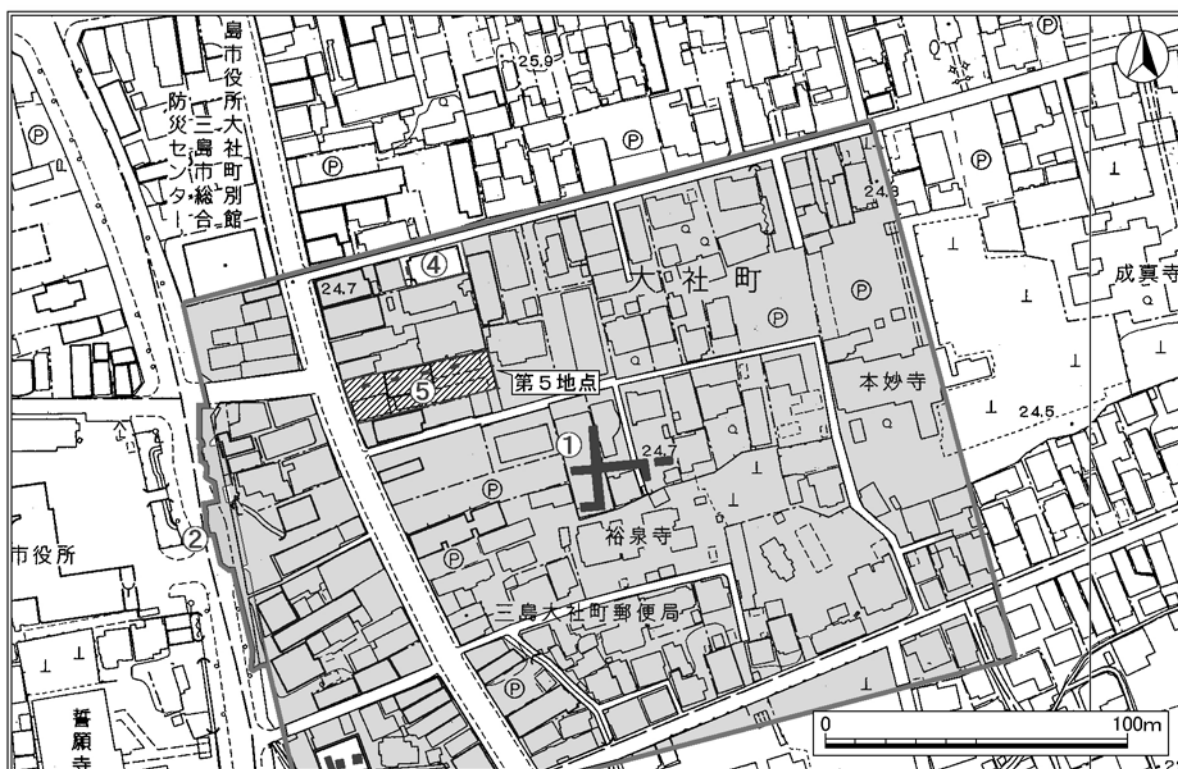 島市役所大社町別館
三島市総合
防災センター
Ⓟ
25.9
Ⓟ
Ⓟ
Ⓟ
Ⓟ
④
24.7
大社町
成真寺
Ⓟ
Ⓟ
第5地点
⑤
本妙寺
24.5
①
24.7
Ⓟ
裕泉寺
②
市役所
Ⓟ
三島大社町郵便局
Ⓟ
誓願寺
0
100m